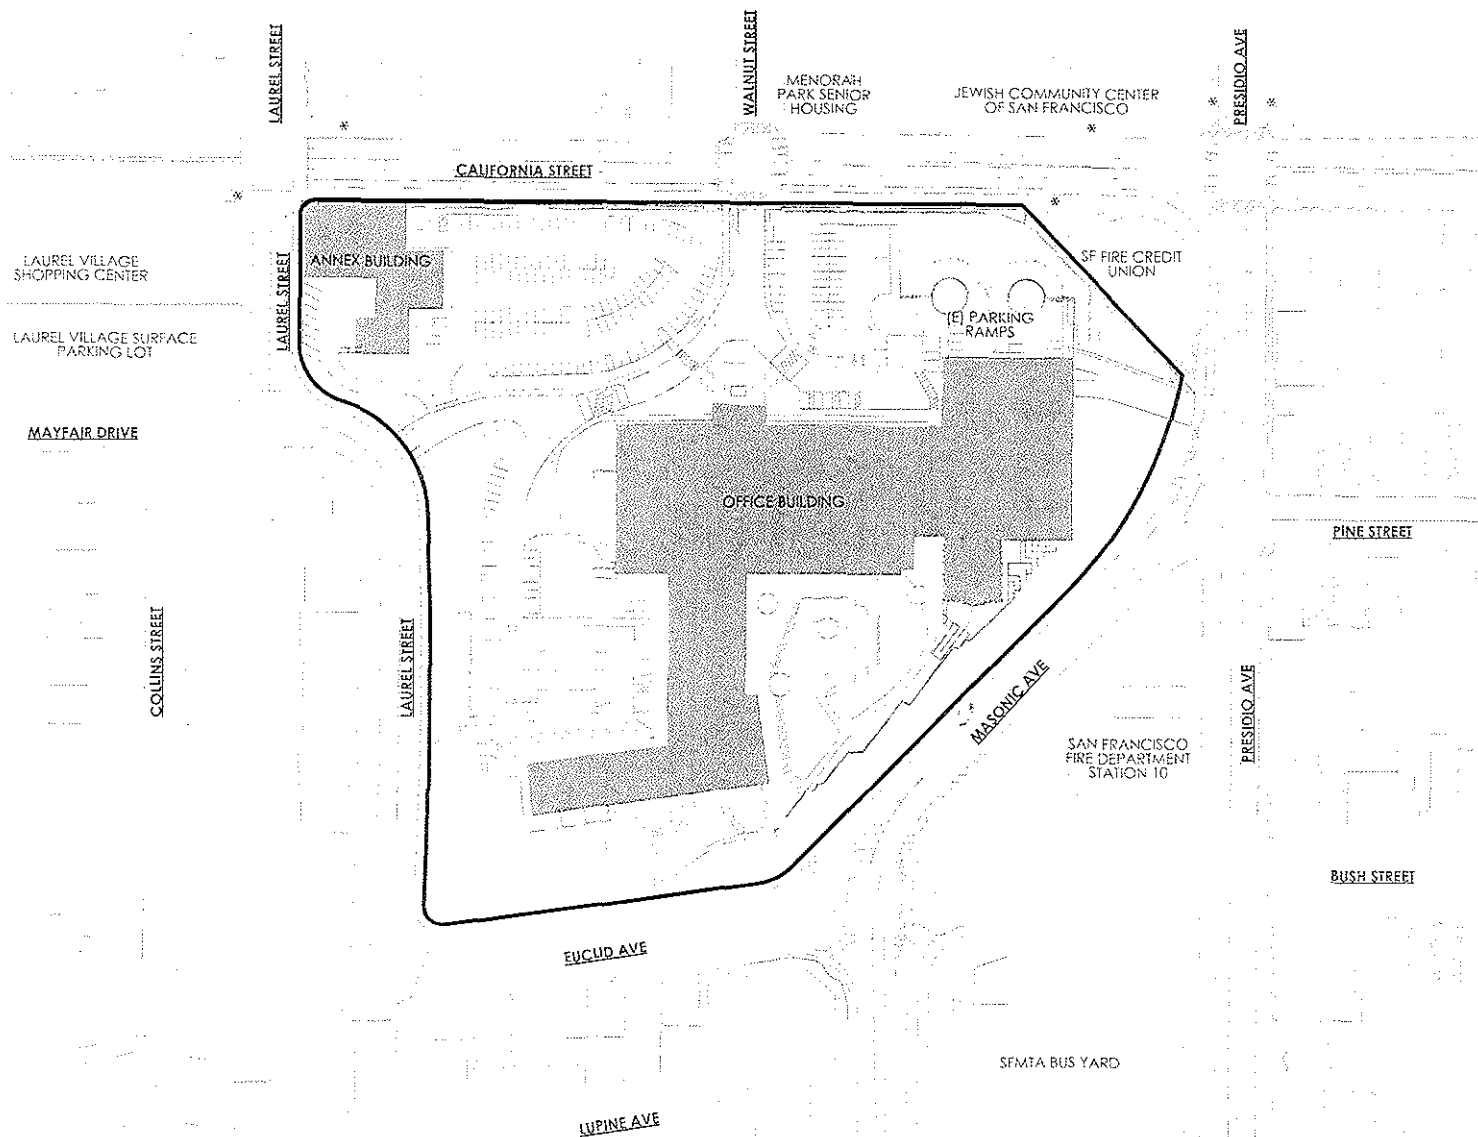 LAUREL STREET
WALNUT STREET
PRESIDIO AVE
MENORAH
PARK SENIOR
HOUSING
JEWISH COMMUNITY CENTER
OF SAN FRANCISCO
CALIFORNIA STREET
LAUREL VILLAGE
SHOPPING CENTER
LAUREL STREET
ANNEX BUILDING
SF FIRE CREDIT
UNION
(E) PARKING
RAMPS
LAUREL VILLAGE SURFACE
PARKING LOT
MAYFAIR DRIVE
OFFICE BUILDING
PINE STREET
COLLINS STREET
LAUREL STREET
MASONIC AVE
PRESIDIO AVE
SAN FRANCISCO
FIRE DEPARTMENT
STATION 10
BUSH STREET
EUCLID AVE
SFMTA BUS YARD
LUPINE AVE